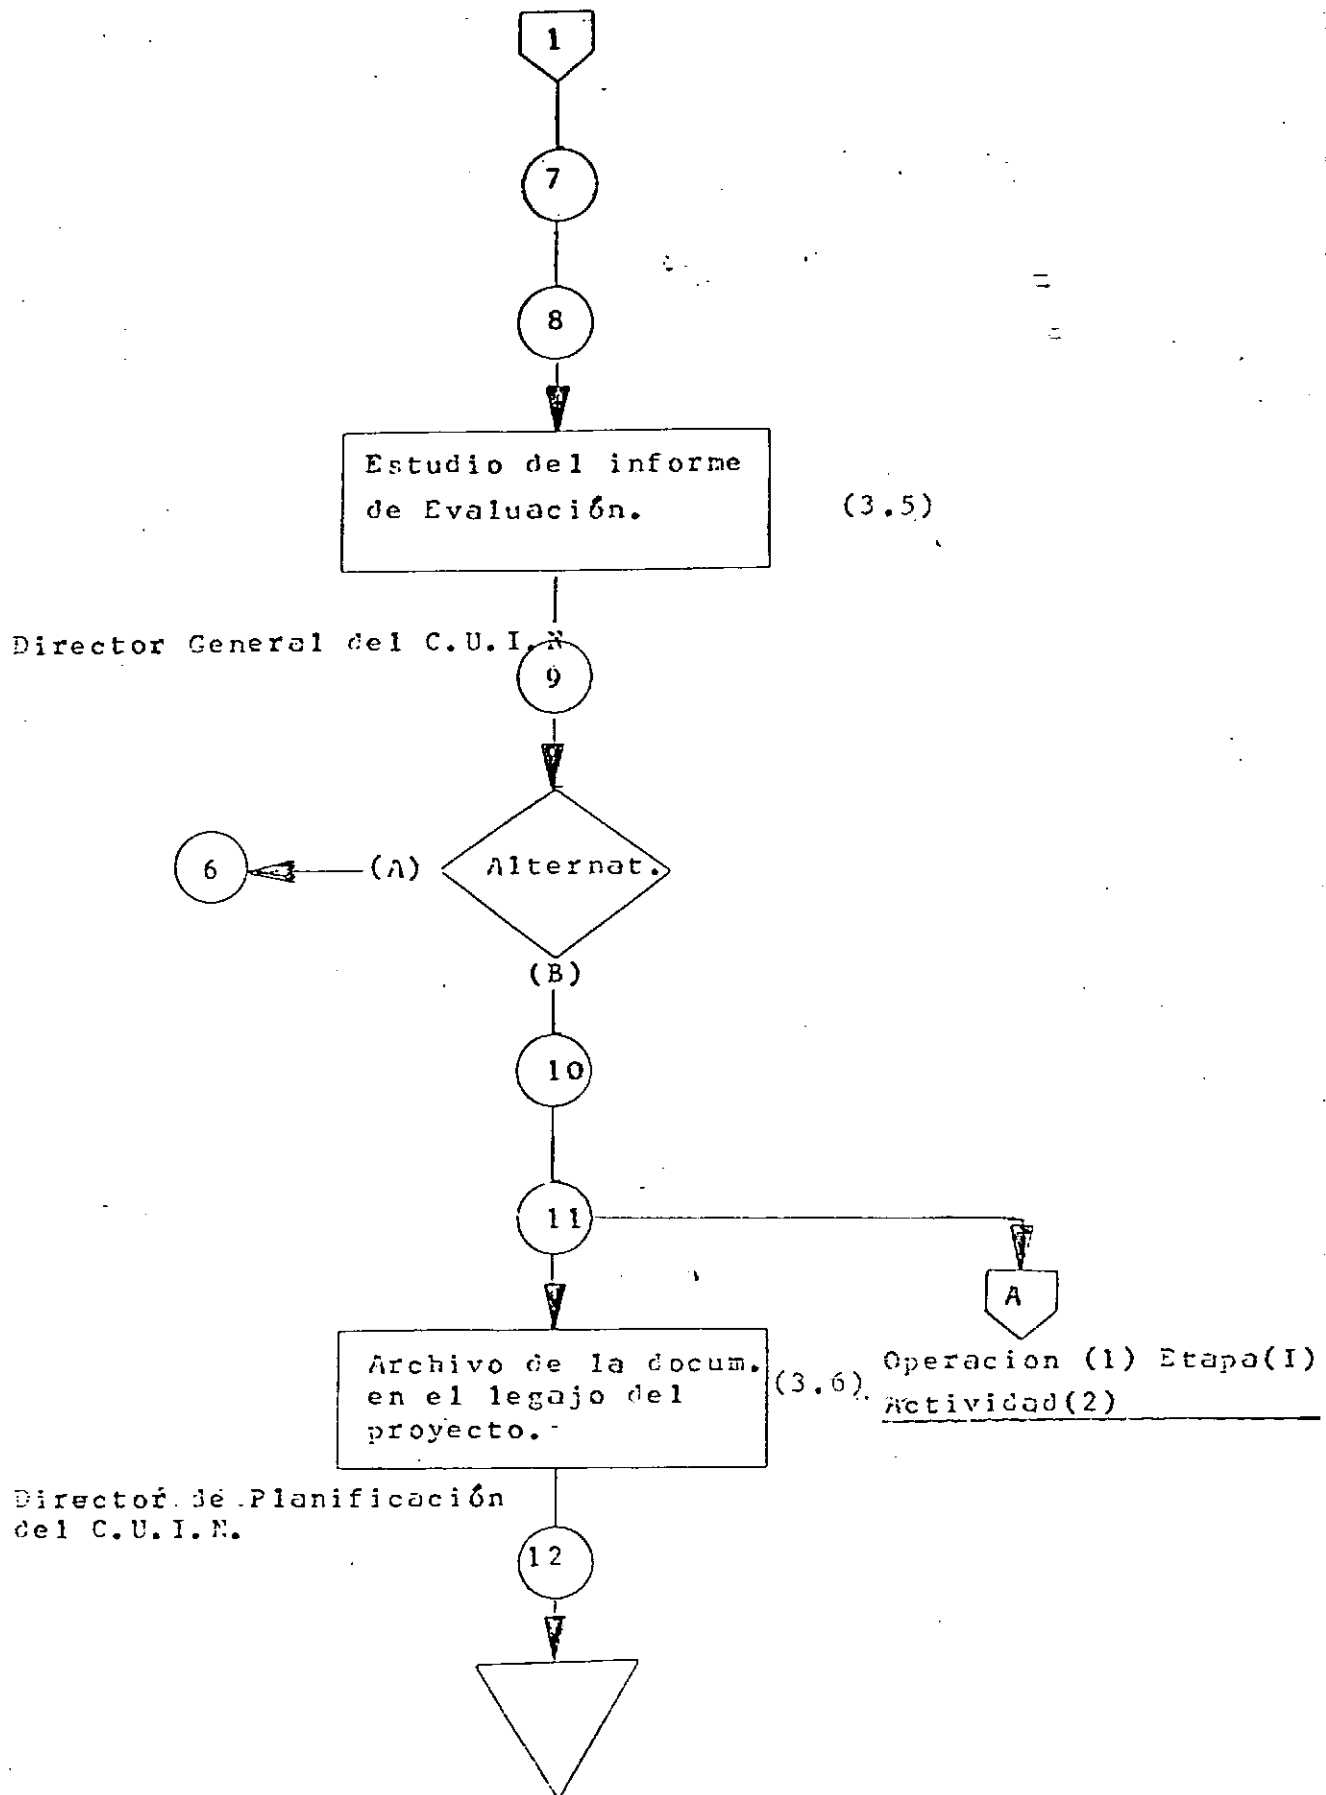 1
7
8
Estudio del informe
de Evaluación.
(3.5)
Director General del C.U.I.N
9
6
(A)
Alternat.
(B)
10
11
A
Archivo de la docum.
en el legajo del
proyecto.-
(3.6)
Operacion (1) Etapa(I)
Actividad(2)
Director de Planificación
del C.U.I.N.
12